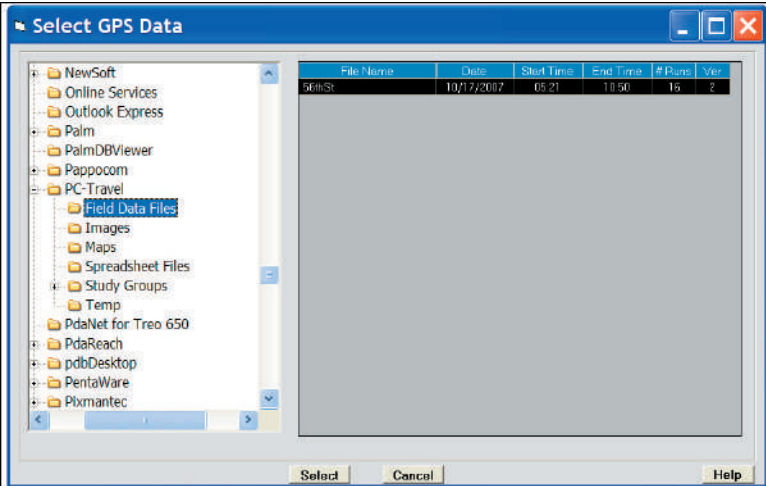 Select GPS Data
NewSoft
Online Services
Outlook Express
Palm
PalmDBViewer
Pappocom
PC-Travel
Field Data Files
Images
Maps
Spreadsheet Files
Study Groups
Temp
PdaNet for Treo 650
PdaReach
pdbDesktop
PentaWare
Pixmantec
File Name Date Start Time End Time # Runs Ver
56thSt 10/17/2007 05:21 10:50 16 2
Select Cancel Help